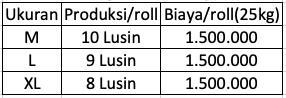 Ukuran Produksi/roll Biaya/roll(25kg)
M 10 Lusin 1.500.000
L 9 Lusin 1.500.000
XL 8 Lusin 1.500.000